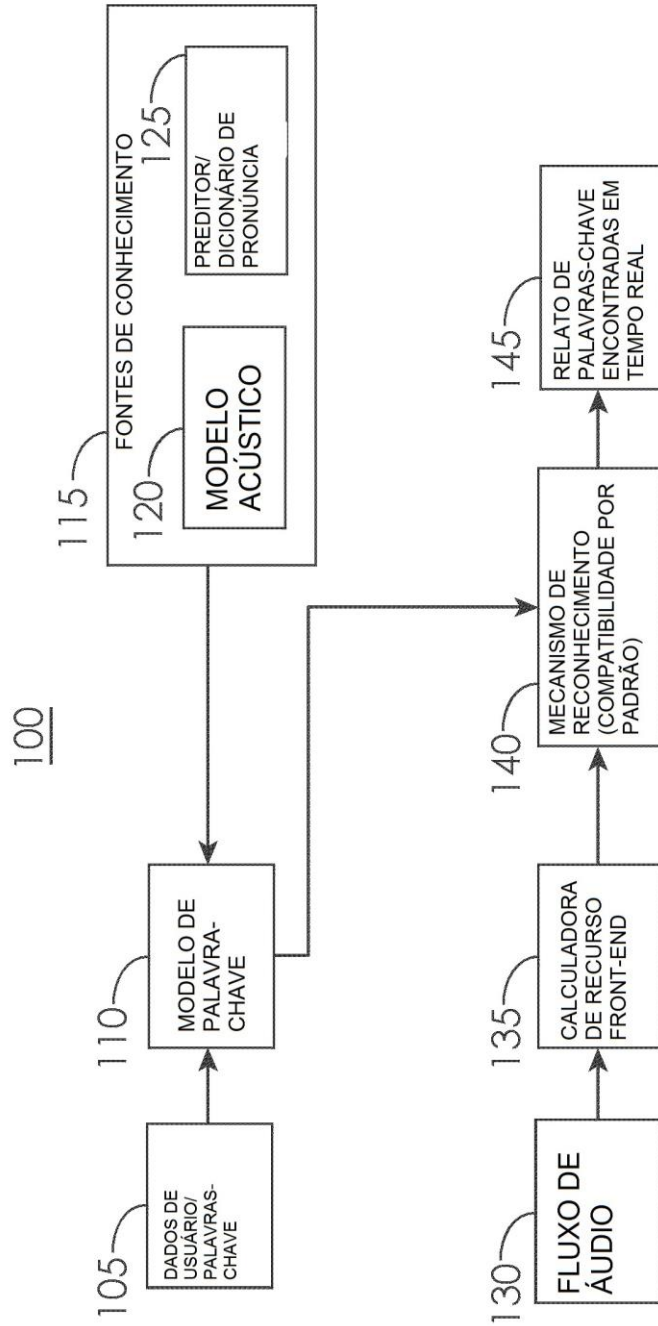 100
115
FONTES DE CONHECIMENTO
120
MODELO
ACÚSTICO
125
PREDITOR/
DICIONÁRIO DE
PRONÚNCIA
110
MODELO DE
PALAVRA-
CHAVE
105
DADOS DE
USUÁRIO/
PALAVRAS-
CHAVE
130
FLUXO DE
ÁUDIO
135
CALCULADORA
DE RECURSO
FRONT-END
140
MECANISMO DE
RECONHECIMENTO
(COMPATIBILIDADE POR
PADRÃO)
145
RELATO DE
PALAVRAS-CHAVE
ENCONTRADAS EM
TEMPO REAL